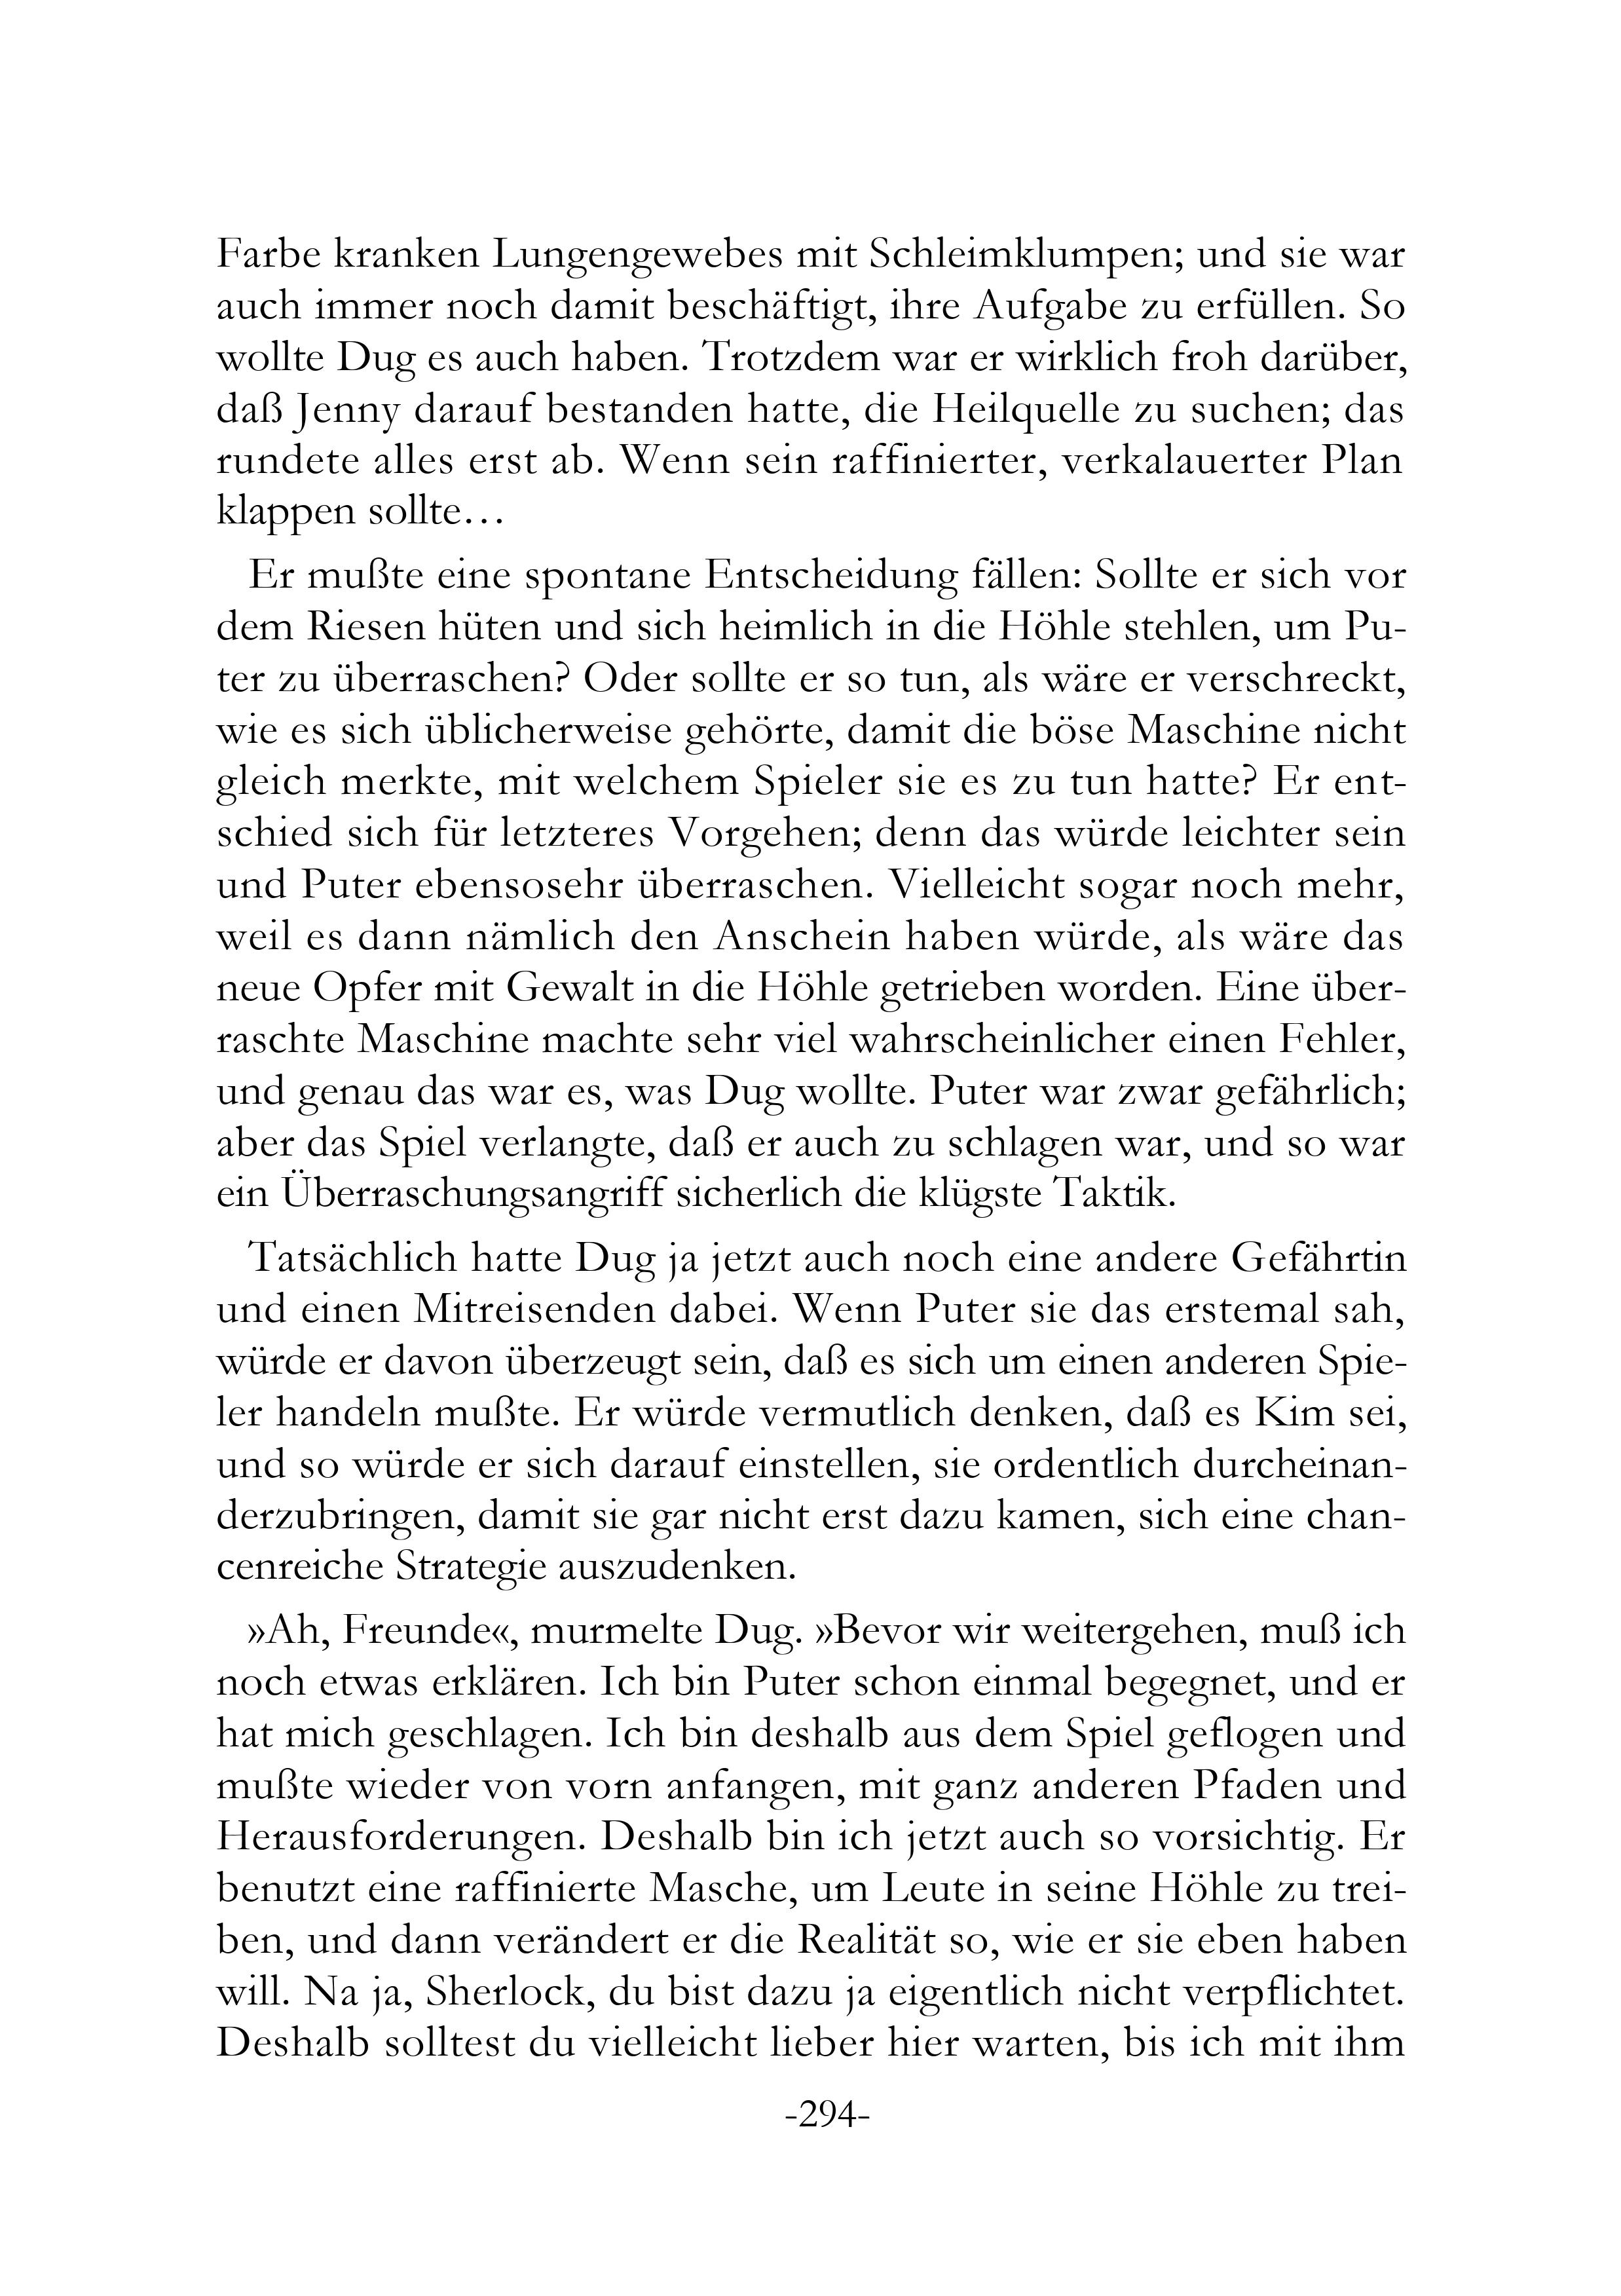 Farbe kranken Lungengewebes mit Schleimklumpen; und sie war
auch immer noch damit beschäftigt, ihre Aufgabe zu erfüllen. So
wollte Dug es auch haben. Trotzdem war er wirklich froh darüber,
daß Jenny darauf bestanden hatte, die Heilquelle zu suchen; das
rundete alles erst ab. Wenn sein raffinierter, verkalauerter Plan
klappen sollte…
Er mußte eine spontane Entscheidung fällen: Sollte er sich vor
dem Riesen hüten und sich heimlich in die Höhle stehlen, um Pu-
ter zu überraschen? Oder sollte er so tun, als wäre er verschreckt,
wie es sich üblicherweise gehörte, damit die böse Maschine nicht
gleich merkte, mit welchem Spieler sie es zu tun hatte? Er ent-
schied sich für letzteres Vorgehen; denn das würde leichter sein
und Puter ebensosehr überraschen. Vielleicht sogar noch mehr,
weil es dann nämlich den Anschein haben würde, als wäre das
neue Opfer mit Gewalt in die Höhle getrieben worden. Eine über-
raschte Maschine machte sehr viel wahrscheinlicher einen Fehler,
und genau das war es, was Dug wollte. Puter war zwar gefährlich;
aber das Spiel verlangte, daß er auch zu schlagen war, und so war
ein Überraschungsangriff sicherlich die klügste Taktik.
Tatsächlich hatte Dug ja jetzt auch noch eine andere Gefährtin
und einen Mitreisenden dabei. Wenn Puter sie das erstemal sah,
würde er davon überzeugt sein, daß es sich um einen anderen Spie-
ler handeln mußte. Er würde vermutlich denken, daß es Kim sei,
und so würde er sich darauf einstellen, sie ordentlich durcheinan-
derzubringen, damit sie gar nicht erst dazu kamen, sich eine chan-
cenreiche Strategie auszudenken.
»Ah, Freunde«, murmelte Dug. »Bevor wir weitergehen, muß ich
noch etwas erklären. Ich bin Puter schon einmal begegnet, und er
hat mich geschlagen. Ich bin deshalb aus dem Spiel geflogen und
mußte wieder von vorn anfangen, mit ganz anderen Pfaden und
Herausforderungen. Deshalb bin ich jetzt auch so vorsichtig. Er
benutzt eine raffinierte Masche, um Leute in seine Höhle zu trei-
ben, und dann verändert er die Realität so, wie er sie eben haben
will. Na ja, Sherlock, du bist dazu ja eigentlich nicht verpflichtet.
Deshalb solltest du vielleicht lieber hier warten, bis ich mit ihm
-294-